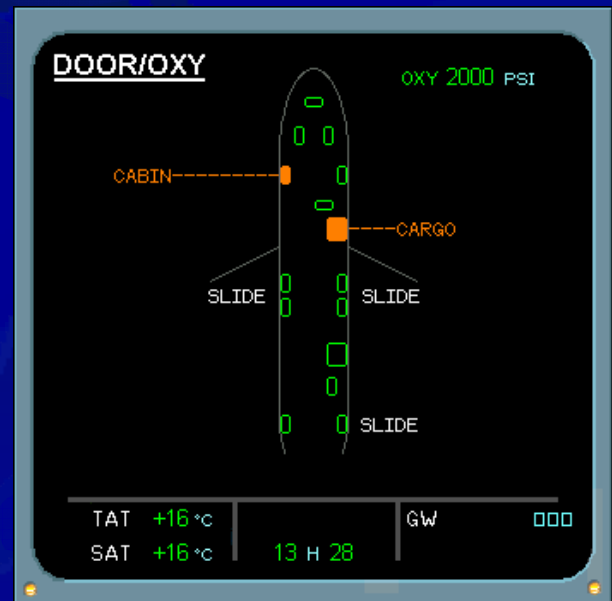 DOOR/OXY
OXY 2000 PSI
CABIN
CARGO
SLIDE SLIDE
SLIDE
TAT +16 °C GW
SAT +16 °C 13 H 28